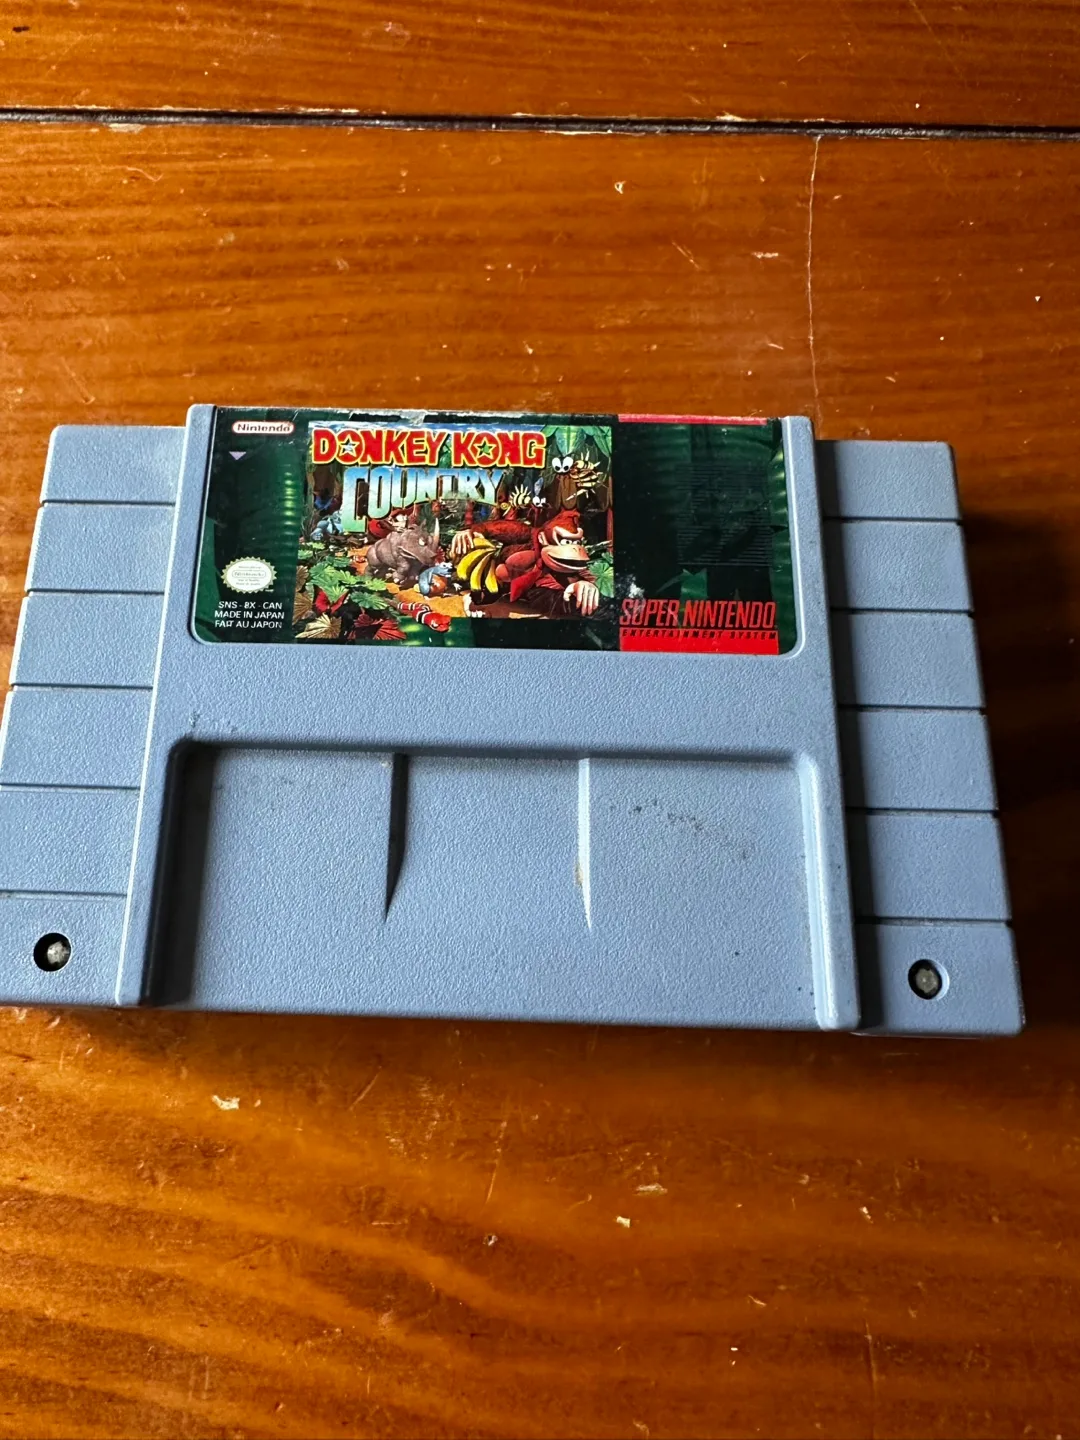 Nintendo
DONKEY KONG
COUNTRY
SNS - 8X - CAN
MADE IN JAPAN
FAIT AU JAPON
SUPER NINTENDO
ENTERTAINMENT SYSTEM